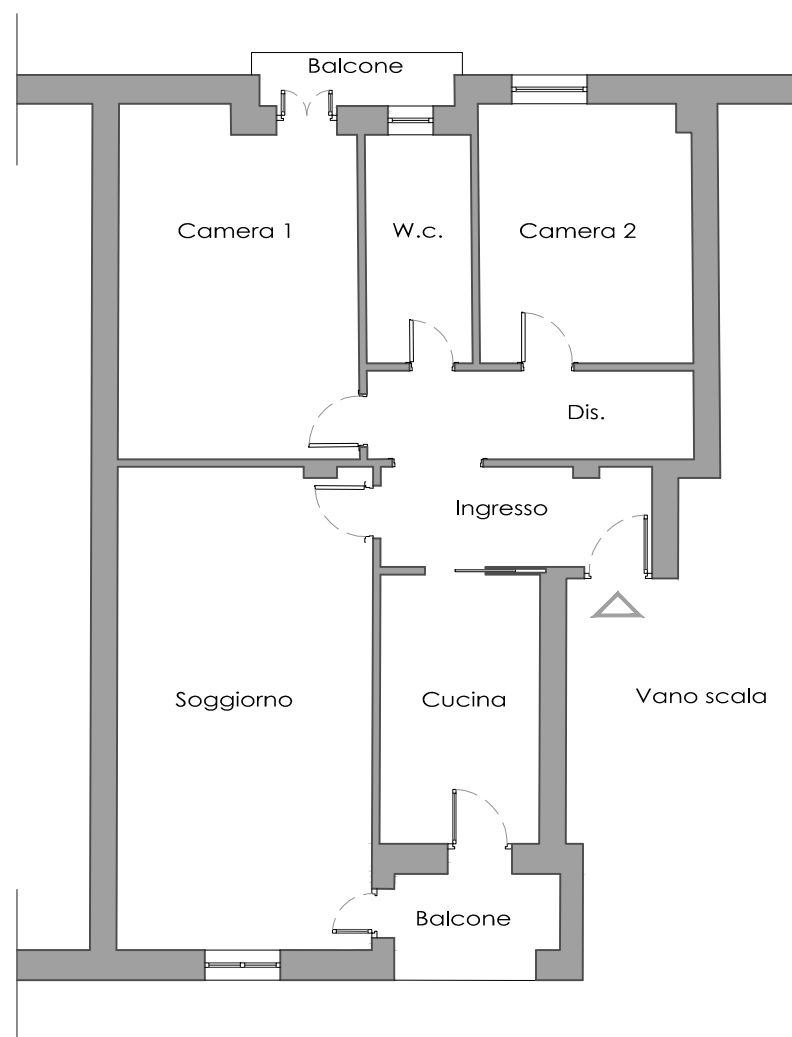 Balcone
Camera 1
W.c.
Camera 2
Dis.
Ingresso
Soggiorno
Cucina
Vano scala
Balcone